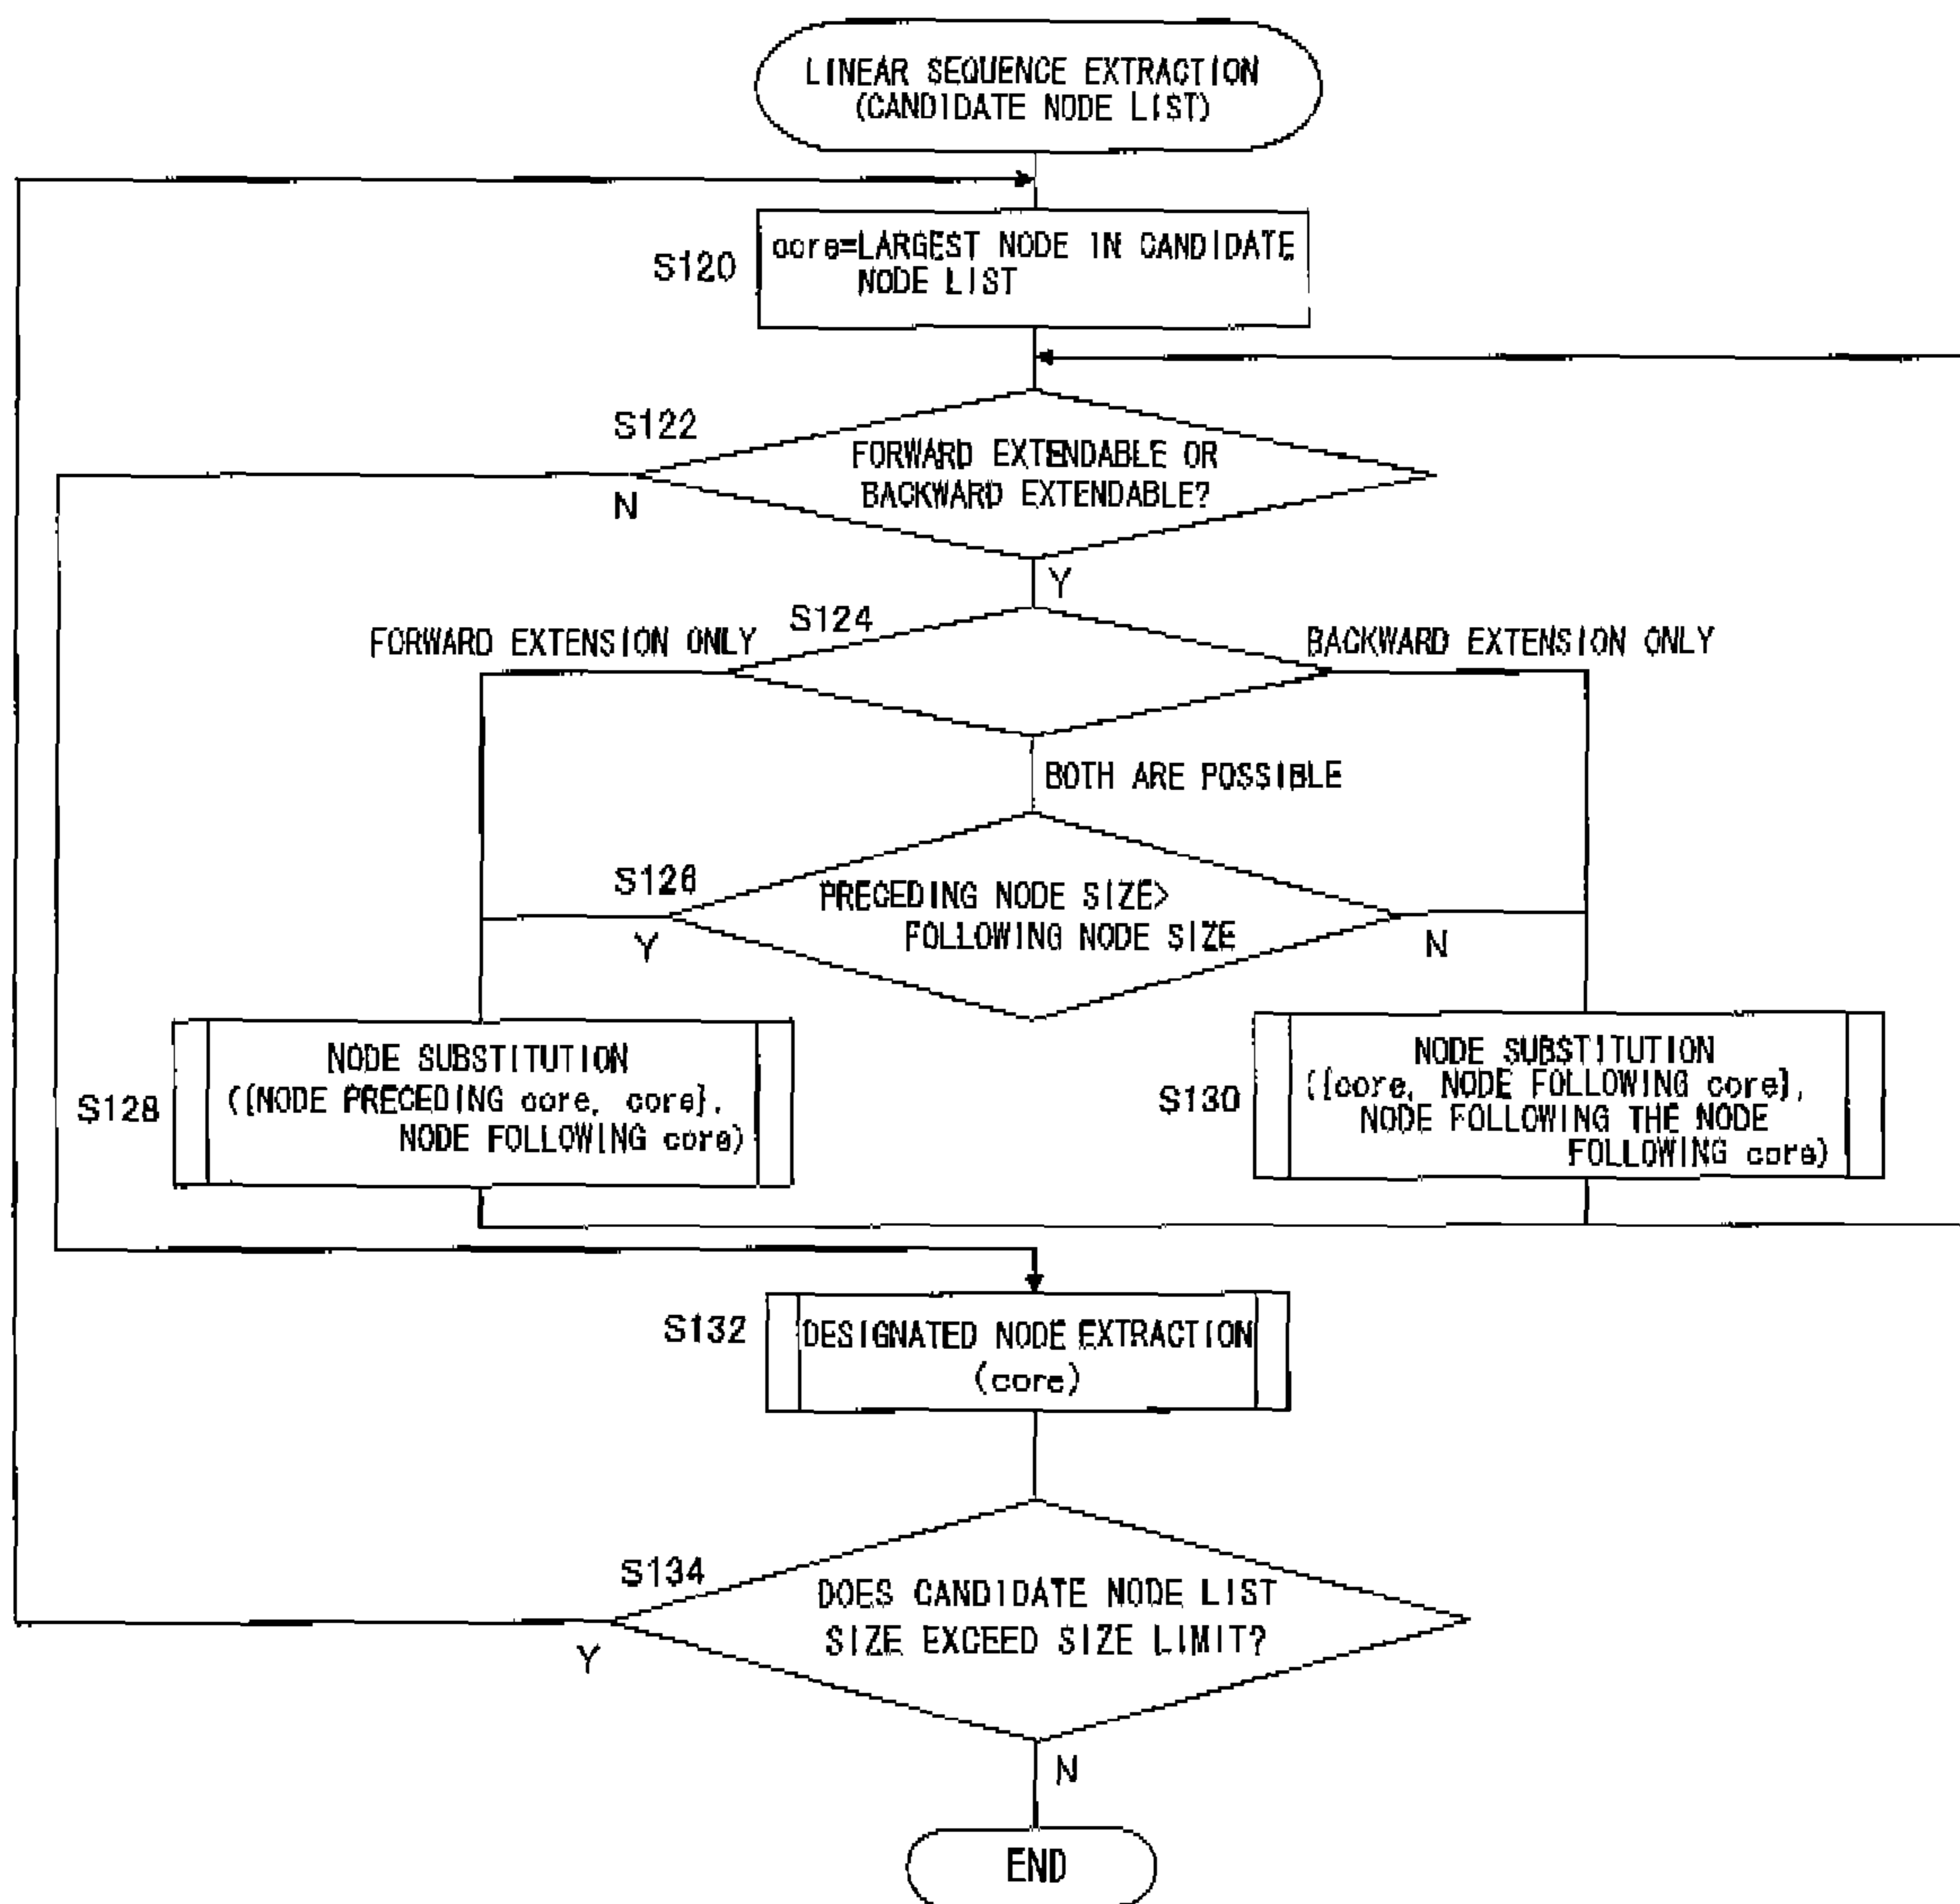 LINEAR SEQUENCE EXTRACTION
(CANDIDATE NODE LIST)
S120
core=LARGEST NODE IN CANDIDATE
NODE LIST
S122
FORWARD EXTENDABLE OR
BACKWARD EXTENDABLE?
N
Y
S124
FORWARD EXTENSION ONLY
BACKWARD EXTENSION ONLY
BOTH ARE POSSIBLE
S126
PRECEDING NODE SIZE>
FOLLOWING NODE SIZE
Y
N
S128
NODE SUBSTITUTION
({NODE PRECEDING core, core},
NODE FOLLOWING core)
S130
NODE SUBSTITUTION
({core, NODE FOLLOWING core},
NODE FOLLOWING THE NODE
FOLLOWING core)
S132
DESIGNATED NODE EXTRACTION
(core)
S134
DOES CANDIDATE NODE LIST
SIZE EXCEED SIZE LIMIT?
Y
N
END